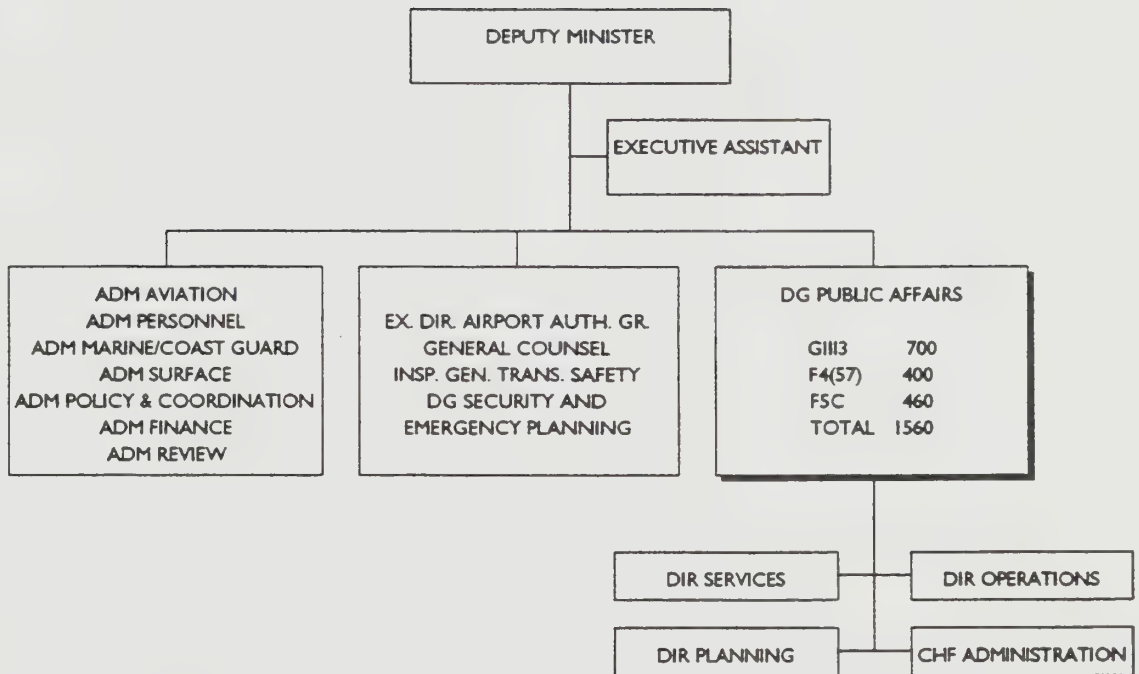 DEPUTY MINISTER
EXECUTIVE ASSISTANT
ADM AVIATION
ADM PERSONNEL
ADM MARINE/COAST GUARD
ADM SURFACE
ADM POLICY & COORDINATION
ADM FINANCE
ADM REVIEW
EX. DIR. AIRPORT AUTH. GR.
GENERAL COUNSEL
INSP. GEN. TRANS. SAFETY
DG SECURITY AND
EMERGENCY PLANNING
DG PUBLIC AFFAIRS
GIII3 700
F4(57) 400
F5C 460
TOTAL 1560
DIR SERVICES
DIR OPERATIONS
DIR PLANNING
CHF ADMINISTRATION